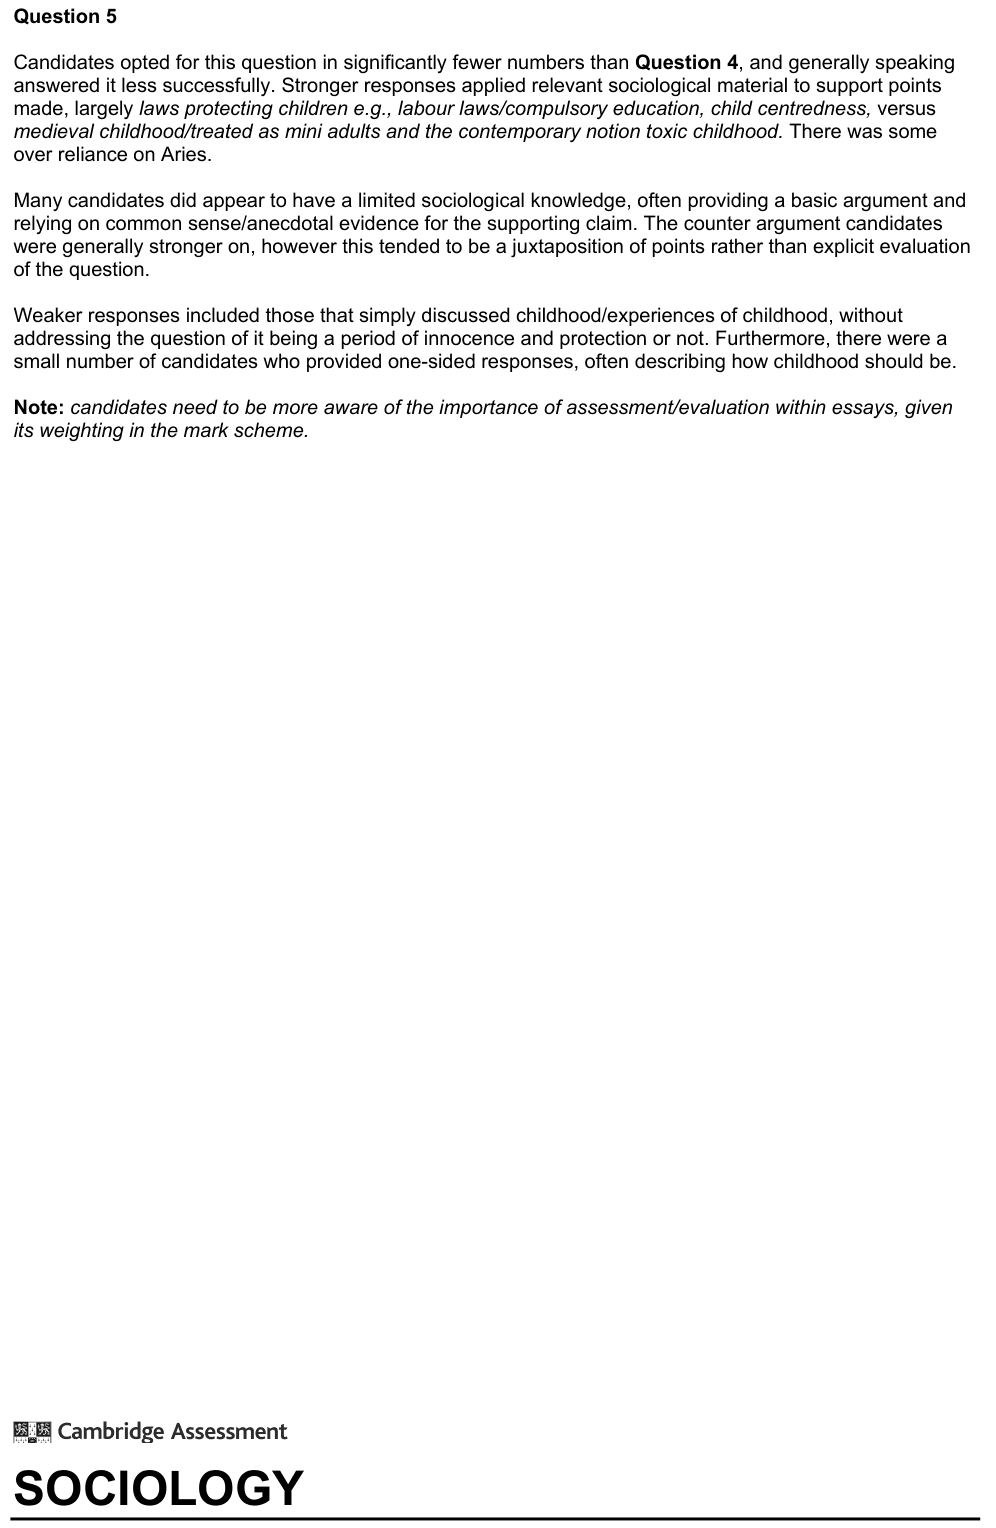 Question 5
Candidates opted for this question in significantly fewer numbers than Question 4, and generally speaking
answered it less successfully. Stronger responses applied relevant sociological material to support points
made, largely laws protecting children e.g., labour laws/compulsory education, child centredness, versus
medieval childhood/treated as mini adults and the contemporary notion toxic childhood. There was some
over reliance on Aries.
Many candidates did appear to have a limited sociological knowledge, often providing a basic argument and
relying on common sense/anecdotal evidence for the supporting claim. The counter argument candidates
were generally stronger on, however this tended to be a juxtaposition of points rather than explicit evaluation
of the question.
Weaker responses included those that simply discussed childhood/experiences of childhood, without
addressing the question of it being a period of innocence and protection or not. Furthermore, there were a
small number of candidates who provided one-sided responses, often describing how childhood should be.
Note: candidates need to be more aware of the importance of assessment/evaluation within essays, given
its weighting in the mark scheme.
Cambridge Assessment
SOCIOLOGY